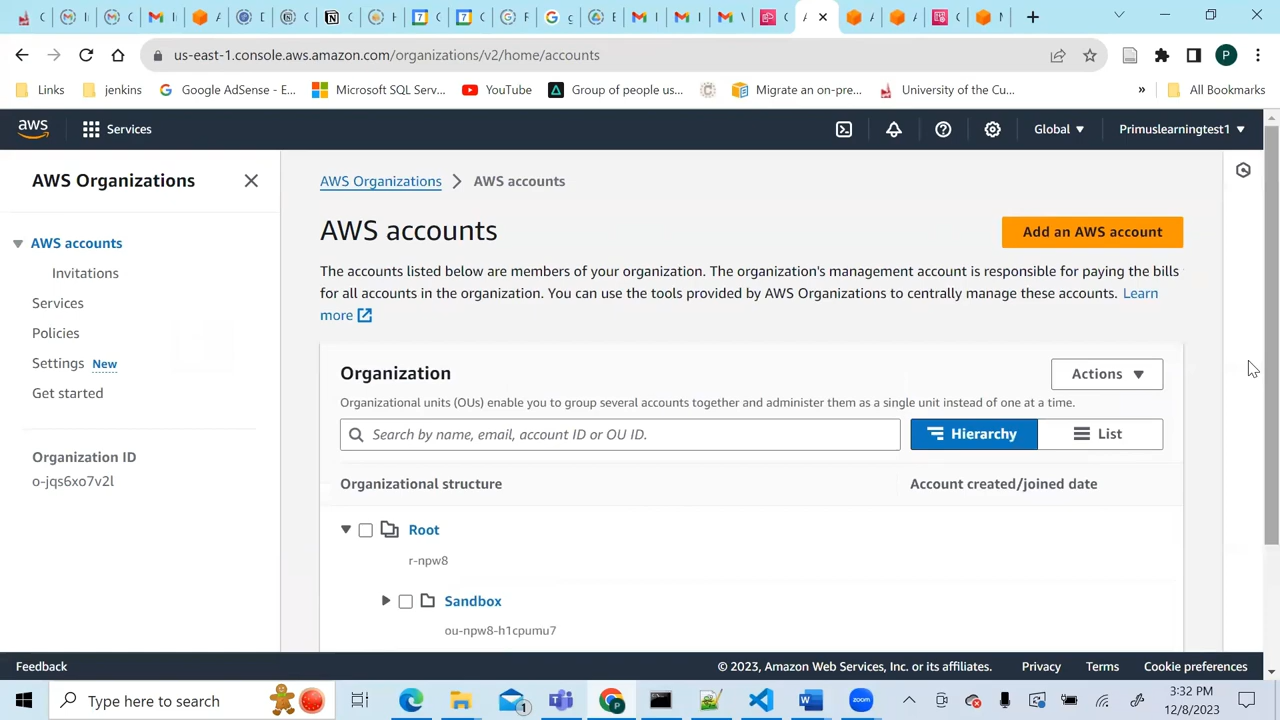 us-east-1.console.aws.amazon.com/organizations/v2/home/accounts
Links
jenkins
Google AdSense - E...
Microsoft SQL Serv...
YouTube
Group of people us...
Migrate an on-pre...
University of the Cu...
»
All Bookmarks
aws
Services
Global
Primuslearningtest1
AWS Organizations
AWS accounts
Invitations
Services
Policies
Settings New
Get started
Organization ID
o-jqs6xo7v2l
AWS Organizations > AWS accounts
AWS accounts
Add an AWS account
The accounts listed below are members of your organization. The organization's management account is responsible for paying the bills
for all accounts in the organization. You can use the tools provided by AWS Organizations to centrally manage these accounts. Learn
more
Organization
Actions
Organizational units (OUs) enable you to group several accounts together and administer them as a single unit instead of one at a time.
Search by name, email, account ID or OU ID.
Hierarchy
List
Organizational structure
Account created/joined date
Root
r-npw8
Sandbox
ou-npw8-h1cpumu7
Feedback
© 2023, Amazon Web Services, Inc. or its affiliates.
Privacy
Terms
Cookie preferences
Type here to search
3:32 PM
12/8/2023